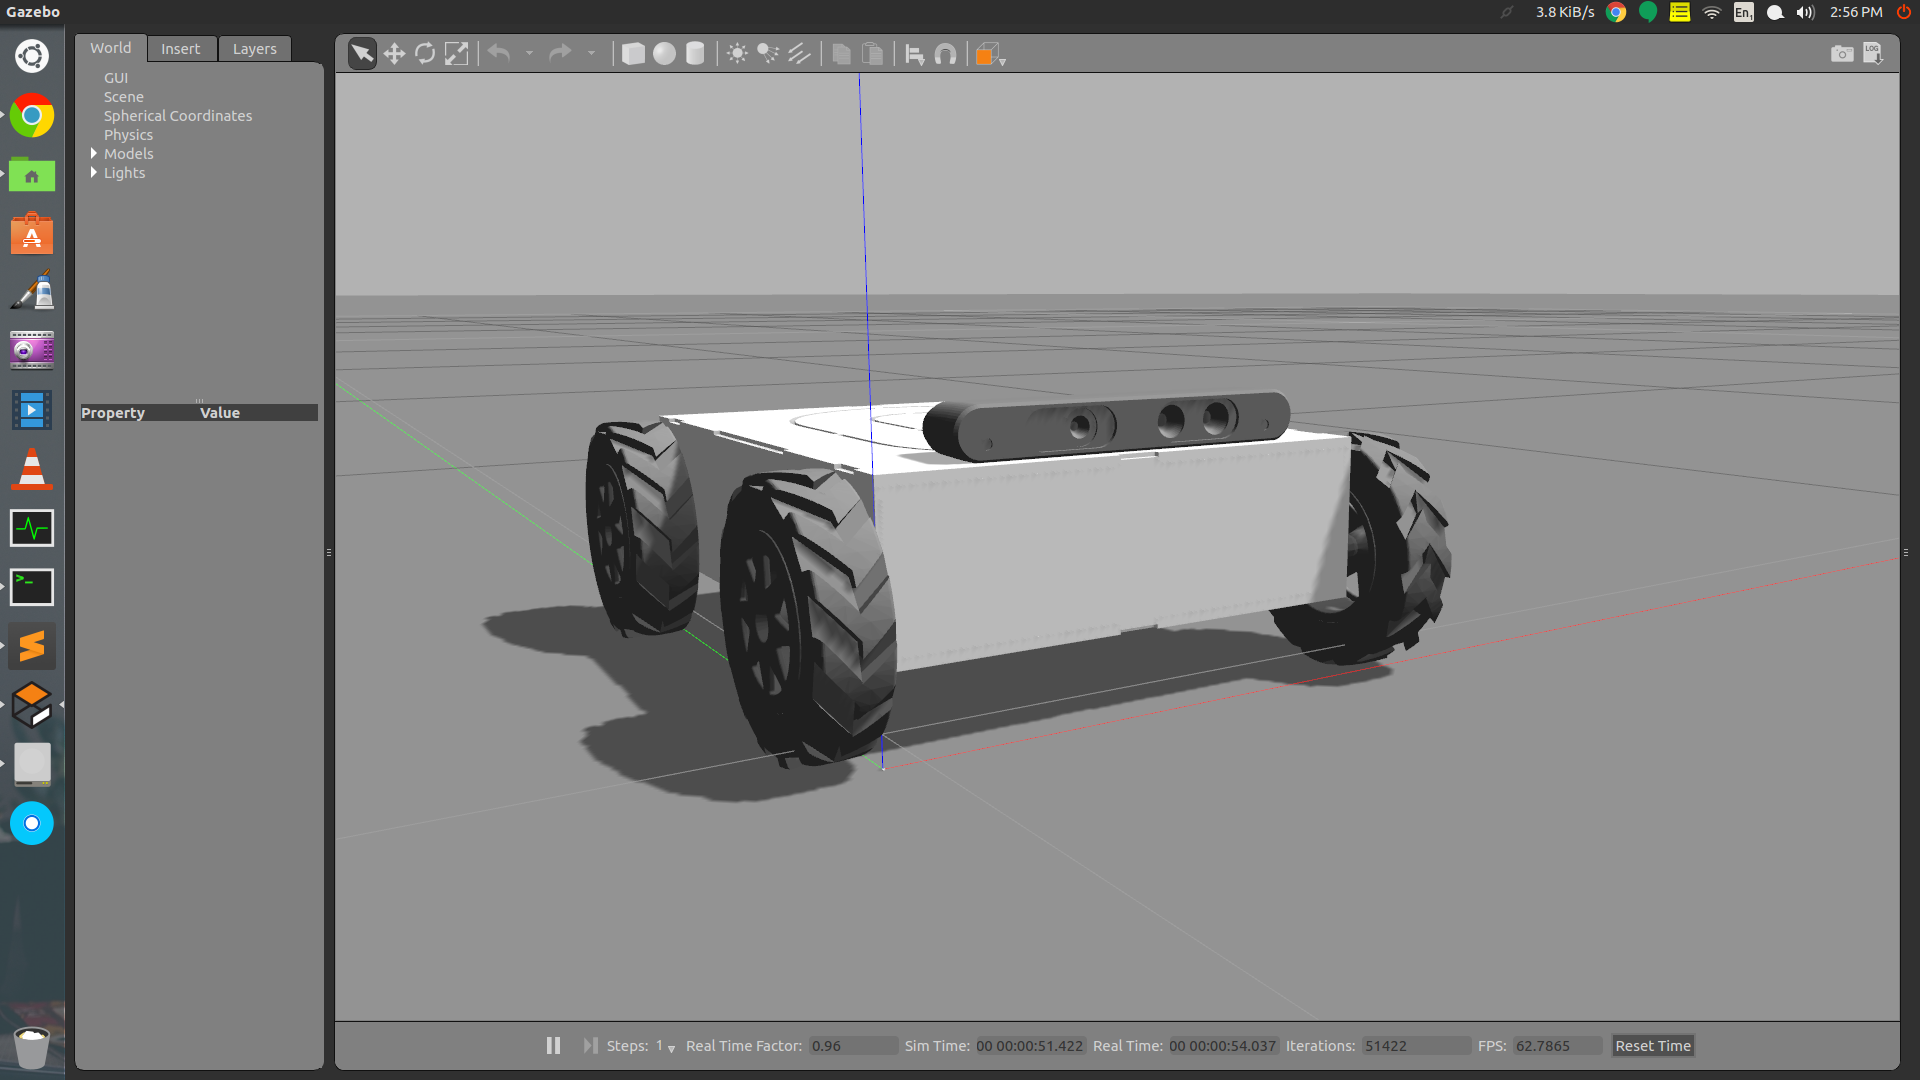 Gazebo
3.8 KiB/s
En1
2:56 PM
World
Insert
Layers
LOG
GUI
Scene
Spherical Coordinates
Physics
Models
Lights
Property
Value
>_
Steps: 1
Real Time Factor: 0.96
Sim Time: 00 00:00:51.422
Real Time: 00 00:00:54.037
Iterations: 51422
FPS: 62.7865
Reset Time